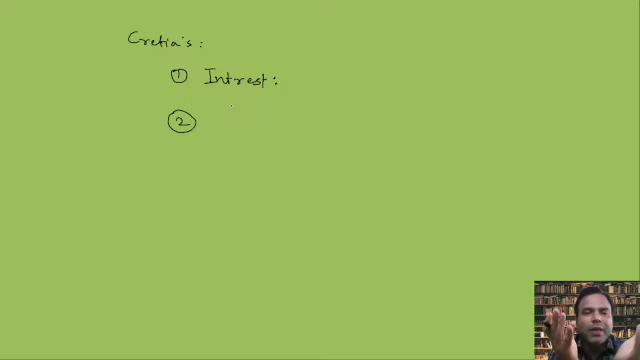 Cretia's:
① Intrest:
②